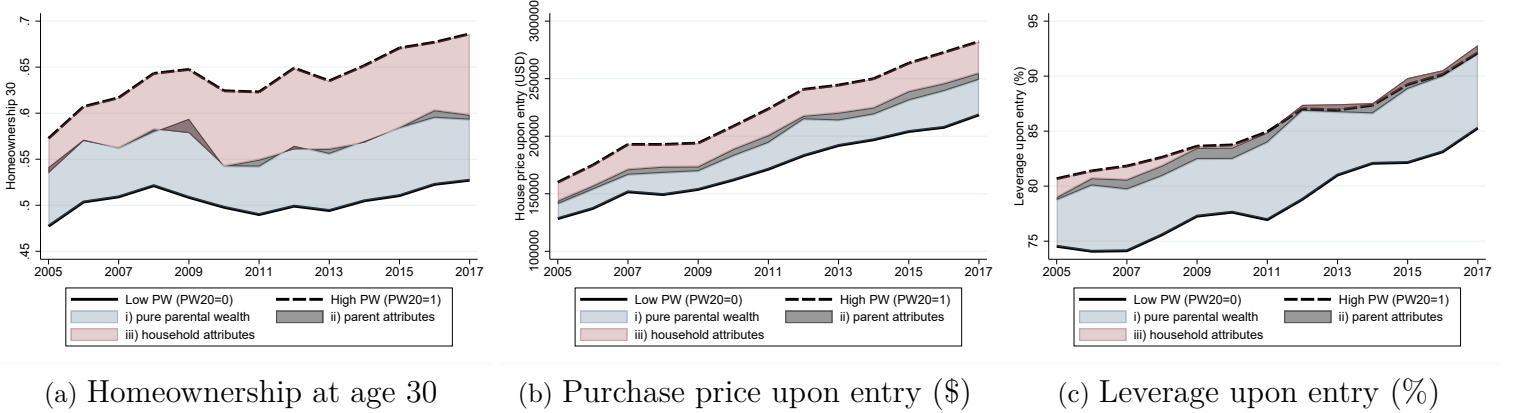 .7
.65
.6
.55
.5
.45
Homeownership 30
2005 2007 2009 2011 2013 2015 2017
Low PW (PW20=0) High PW (PW20=1)
i) pure parental wealth ii) parent attributes
iii) household attributes
(a) Homeownership at age 30
300000
250000
200000
150000
100000
House price upon entry (USD)
2005 2007 2009 2011 2013 2015 2017
Low PW (PW20=0) High PW (PW20=1)
i) pure parental wealth ii) parent attributes
iii) household attributes
(b) Purchase price upon entry ($)
95
90
85
80
75
Leverage upon entry (%)
2005 2007 2009 2011 2013 2015 2017
Low PW (PW20=0) High PW (PW20=1)
i) pure parental wealth ii) parent attributes
iii) household attributes
(c) Leverage upon entry (%)